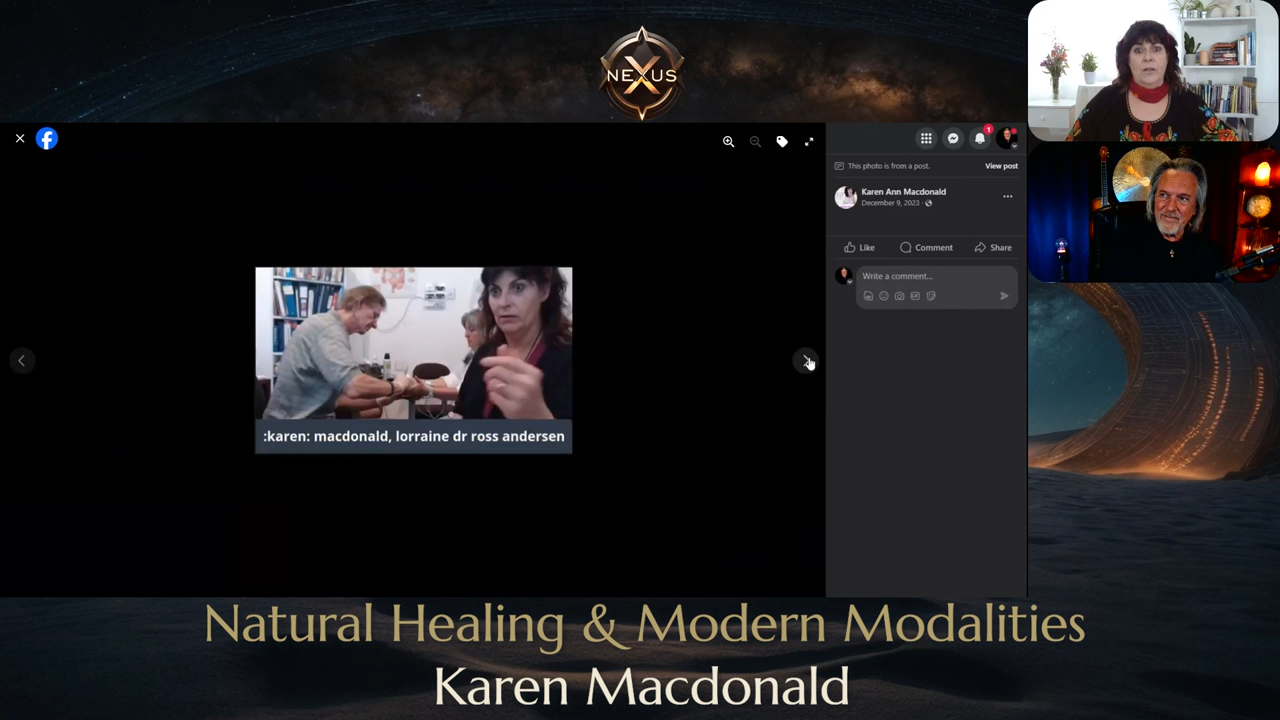 NEXUS
1
This photo is from a post.
View post
Karen Ann Macdonald
December 9, 2023 ·
Like
Comment
Share
Write a comment...
:karen: macdonald, lorraine dr ross andersen
Natural Healing & Modern Modalities
Karen Macdonald